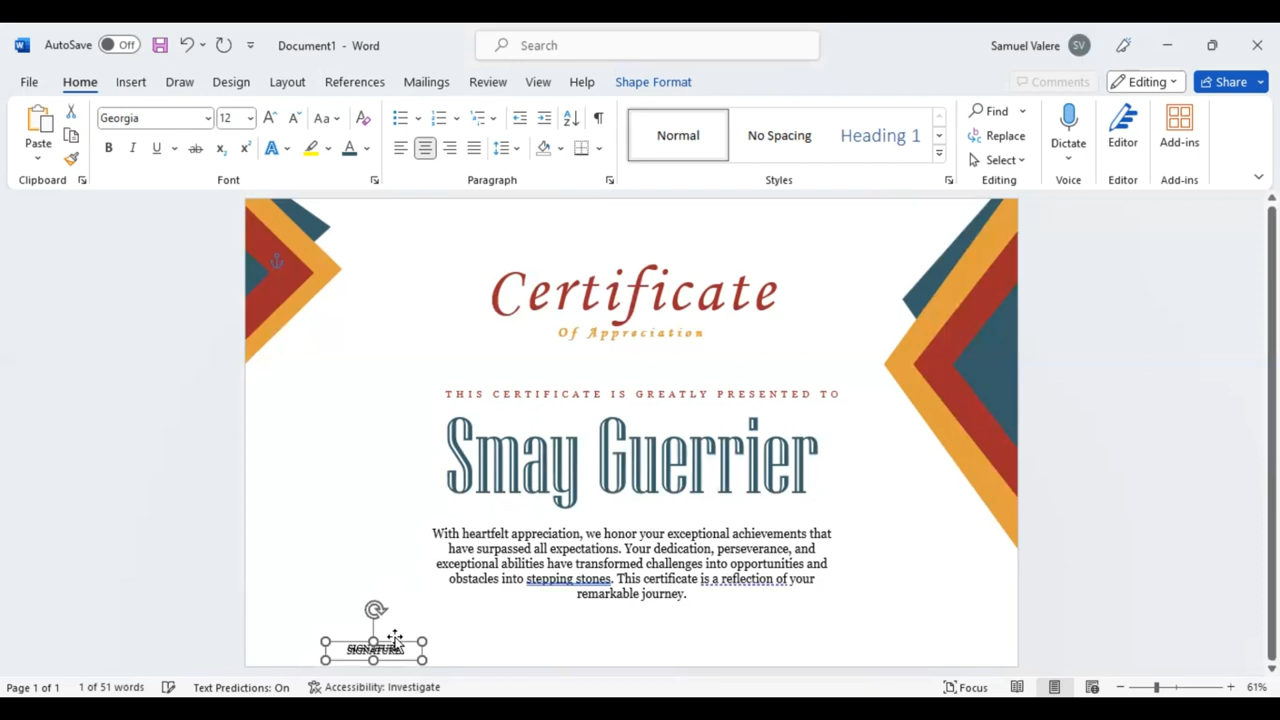 AutoSave Off Document1 - Word Search Samuel Valere SV
File Home Insert Draw Design Layout References Mailings Review View Help Shape Format Comments Editing Share
Paste Georgia 12 Aa Normal No Spacing Heading 1 Find Replace Select Dictate Editor Add-ins
Clipboard Font Paragraph Styles Editing Voice Editor Add-ins
Certificate
Of Appreciation
THIS CERTIFICATE IS GREATLY PRESENTED TO
Smay Guerrier
With heartfelt appreciation, we honor your exceptional achievements that
have surpassed all expectations. Your dedication, perseverance, and
exceptional abilities have transformed challenges into opportunities and
obstacles into stepping stones. This certificate is a reflection of your
remarkable journey.
SIGNATURE
Page 1 of 1 1 of 51 words Text Predictions: On Accessibility: Investigate Focus 61%